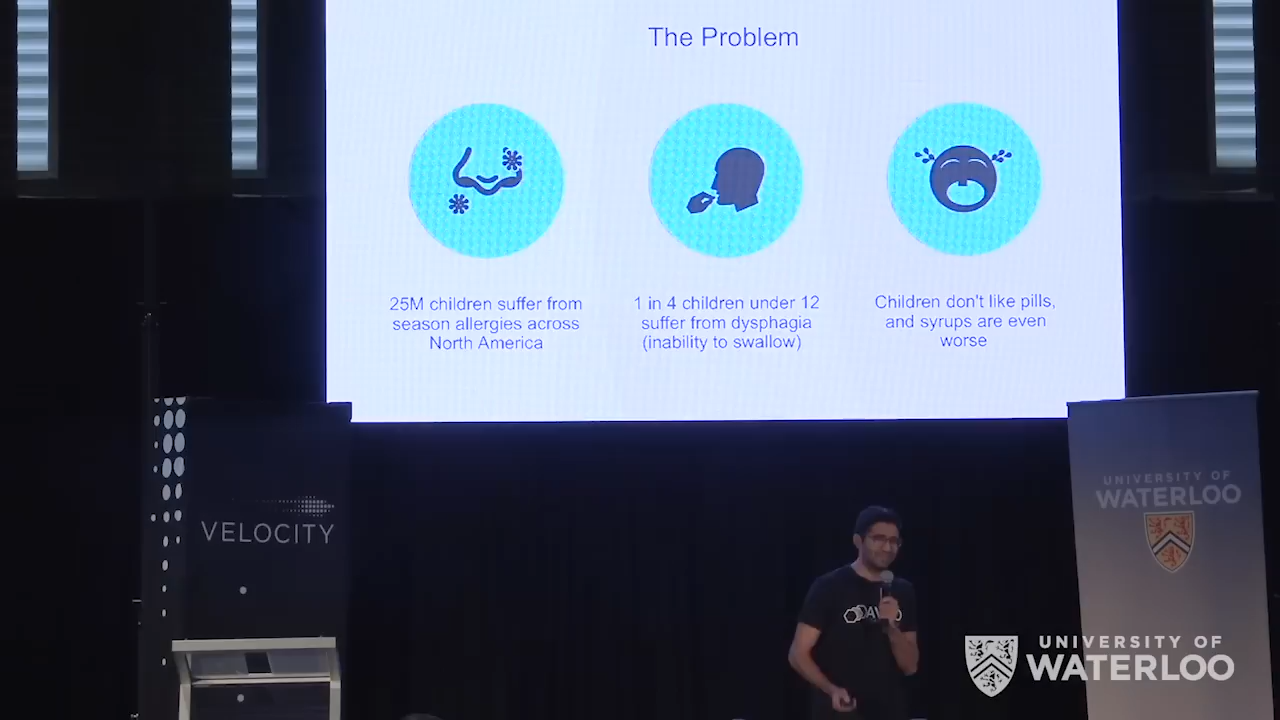 The Problem
25M children suffer from
season allergies across
North America
1 in 4 children under 12
suffer from dysphagia
(inability to swallow)
Children don't like pills,
and syrups are even
worse
VELOCITY
UNIVERSITY OF
WATERLOO
UNIVERSITY OF
WATERLOO